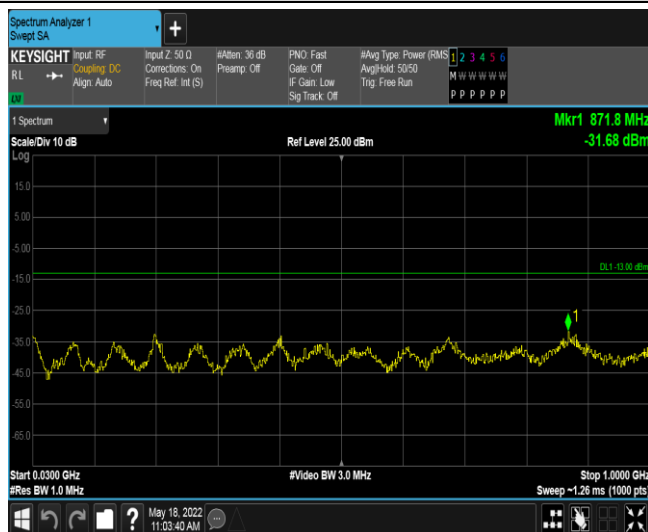 Spectrum Analyzer 1
Swept SA
+
KEYSIGHT Input: RF Input Z: 50 Ω #Atten: 36 dB PNO: Fast #Avg Type: Power (RMS 1 2 3 4 5 6
RL Coupling: DC Corrections: On Preamp: Off Gate: Off Avg|Hold: 50/50 M W W W W W
Align: Auto Freq Ref: Int (S) IF Gain: Low Trig: Free Run
Sig Track: Off P P P P P P
1 Spectrum Mkr1 871.8 MHz
Scale/Div 10 dB Ref Level 25.00 dBm -31.68 dBm
Log
15.0
5.00
-5.00
DL1 -13.00 dBm
-15.0
-25.0
1
-35.0
-45.0
-55.0
-65.0
Start 0.0300 GHz #Video BW 3.0 MHz Stop 1.0000 GHz
#Res BW 1.0 MHz Sweep ~1.26 ms (1000 pts)
? May 18, 2022
11:03:40 AM